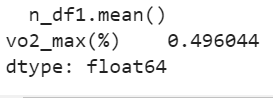 n_df1.mean()
vo2_max(%)    0.496044
dtype: float64